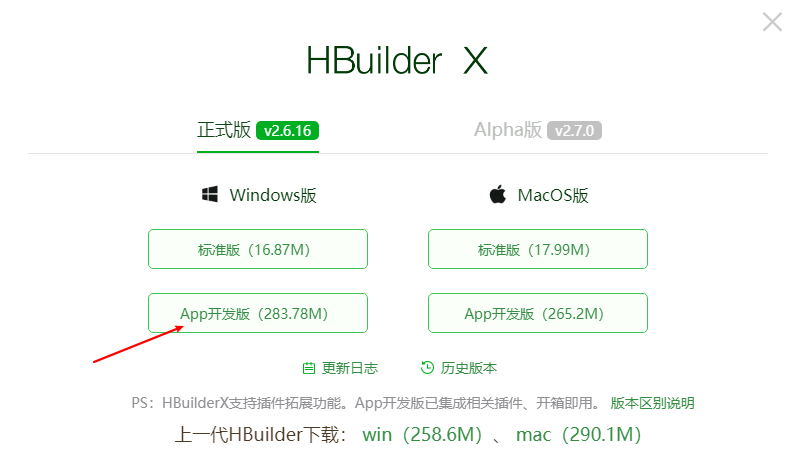 HBuilder X
正式版 v2.6.16 Alpha版 v2.7.0
Windows版 MacOS版
标准版（16.87M） 标准版（17.99M）
App开发版（283.78M） App开发版（265.2M）
更新日志 历史版本
PS：HBuilderX支持插件拓展功能。App开发版已集成相关插件、开箱即用。 版本区别说明
上一代HBuilder下载： win（258.6M）、 mac（290.1M）